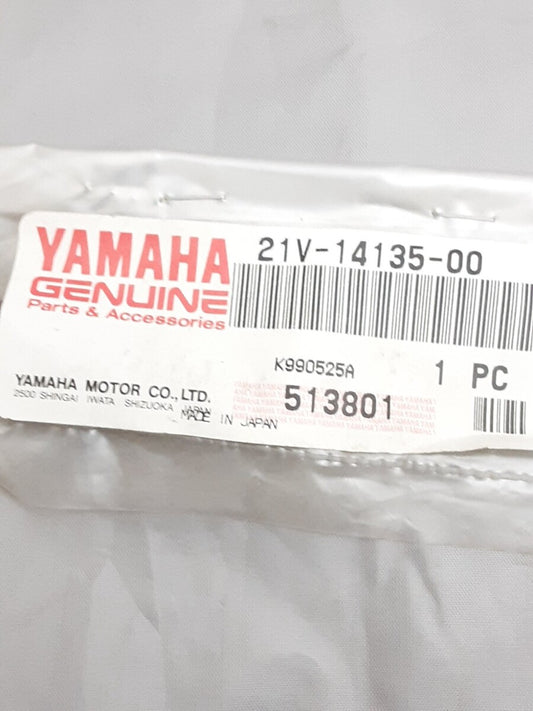 YAMAHA
GENUINE
Parts & Accessories
21V-14135-00
K990525A
1 PC
YAMAHA MOTOR CO., LTD.
2500 SHINGAI IWATA SHIZUOKA JAPAN
MADE IN JAPAN
513801